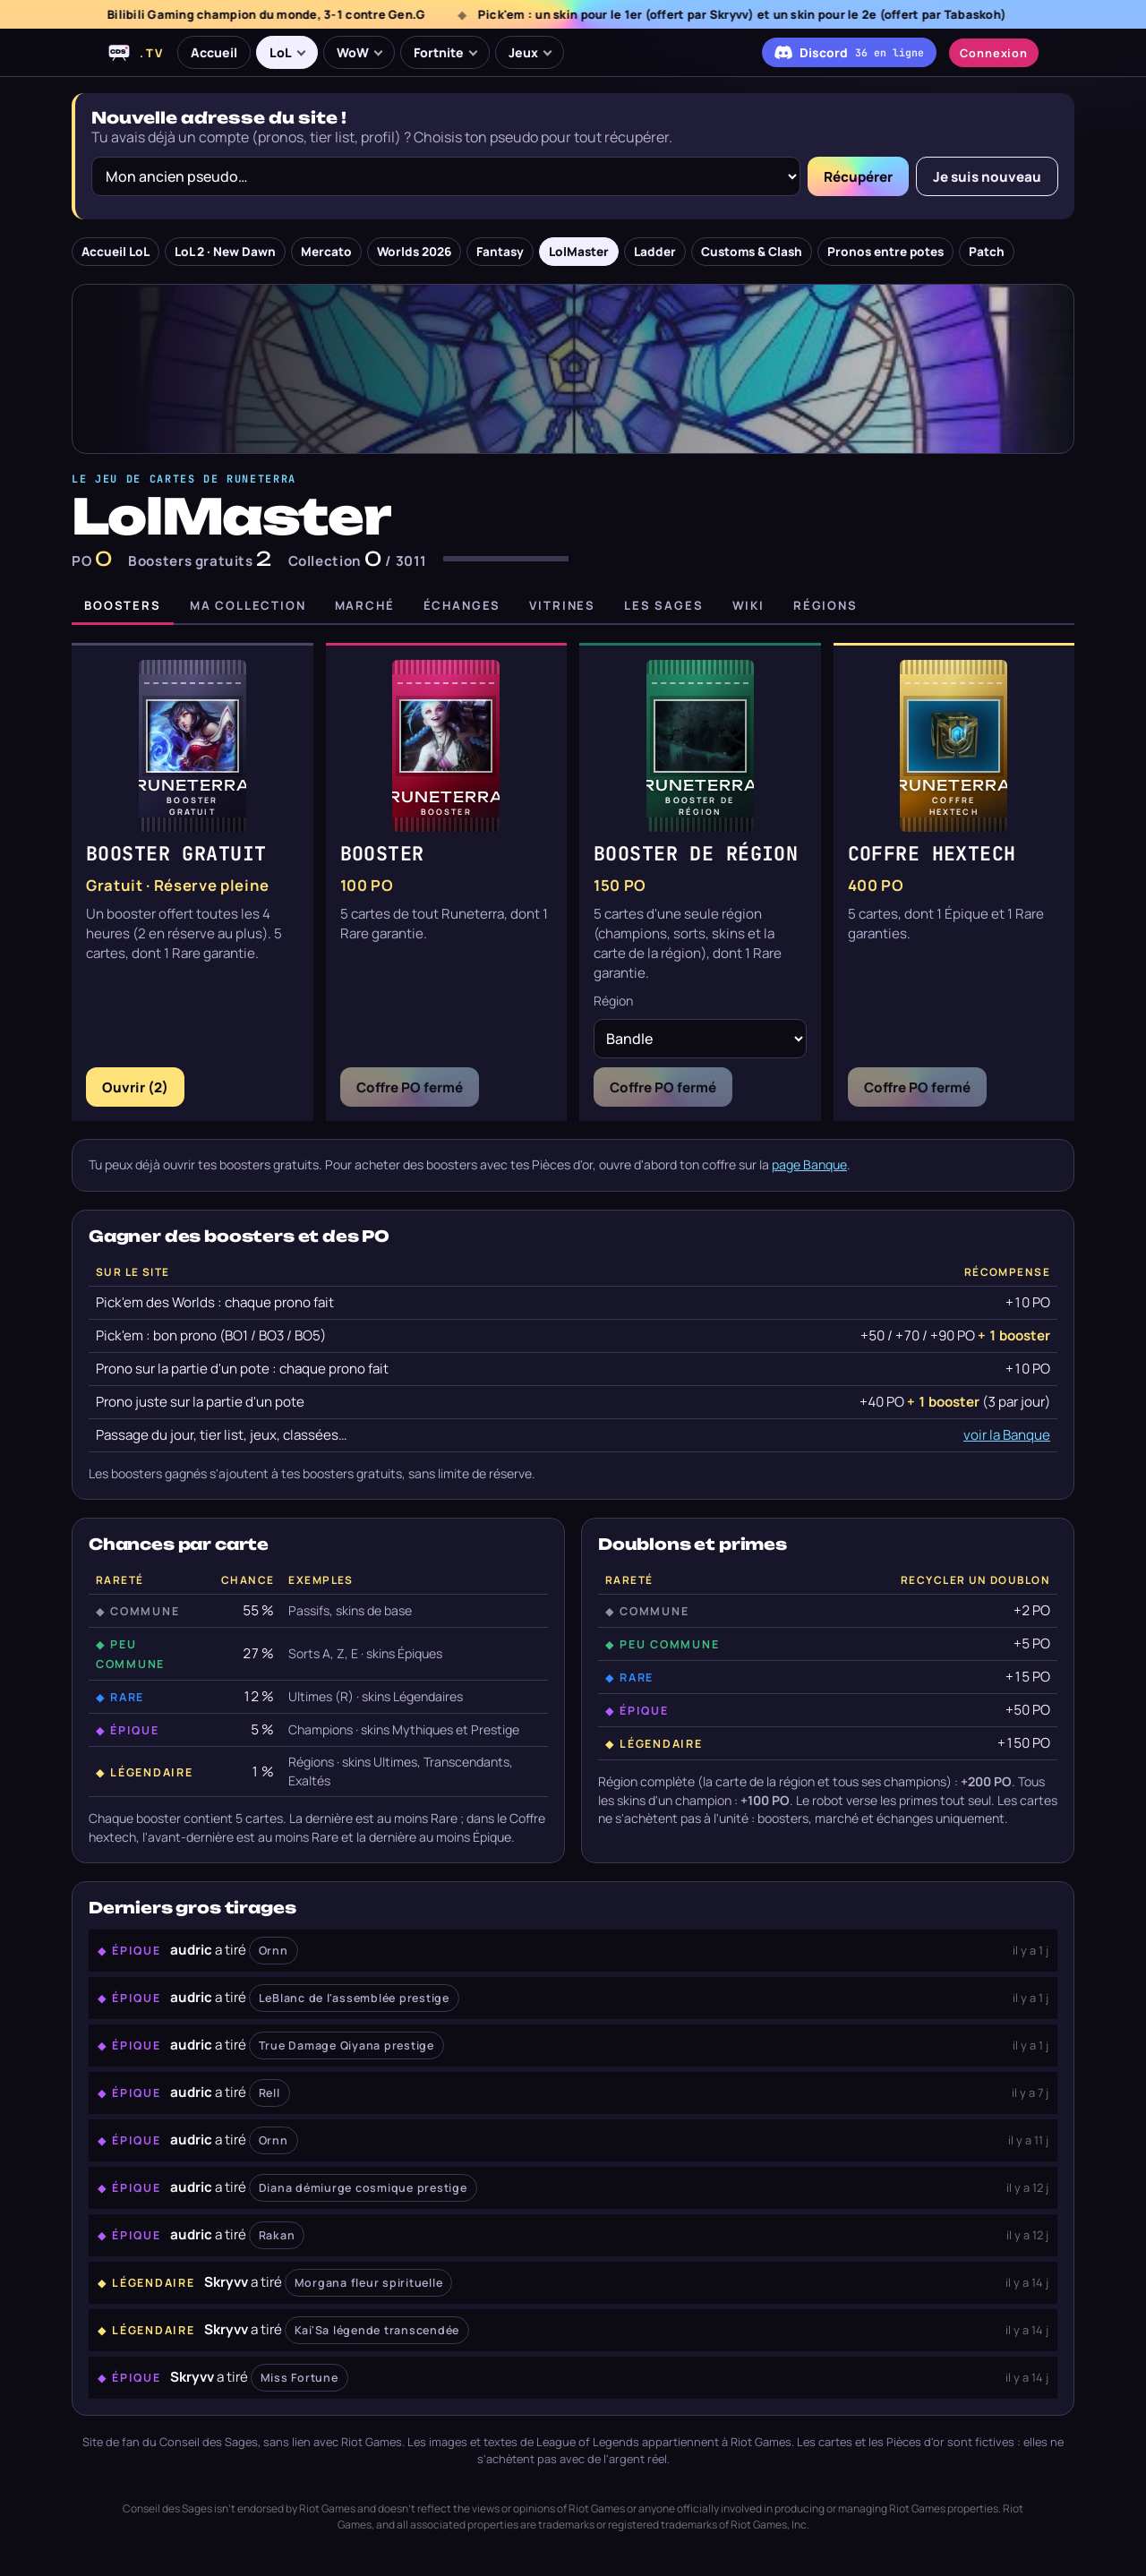 Bilibili Gaming champion du monde, 3-1 contre Gen.G ◆ Pick'em : un skin pour le 1er (offert par Skryvv) et un skin pour le 2e (offert par Tabaskoh)
CDS .TV Accueil LoL WoW Fortnite Jeux Discord 36 en ligne Connexion
Nouvelle adresse du site !
Tu avais déjà un compte (pronos, tier list, profil) ? Choisis ton pseudo pour tout récupérer.
Mon ancien pseudo… Récupérer Je suis nouveau
Accueil LoL LoL 2 · New Dawn Mercato Worlds 2026 Fantasy LolMaster Ladder Customs & Clash Pronos entre potes Patch
LE JEU DE CARTES DE RUNETERRA
LolMaster
PO 0 Boosters gratuits 2 Collection 0 / 3011
BOOSTERS MA COLLECTION MARCHÉ ÉCHANGES VITRINES LES SAGES WIKI RÉGIONS
RUNETERRA
BOOSTER
GRATUIT
BOOSTER GRATUIT
Gratuit · Réserve pleine
Un booster offert toutes les 4
heures (2 en réserve au plus). 5
cartes, dont 1 Rare garantie.
Ouvrir (2)
RUNETERRA
BOOSTER
BOOSTER
100 PO
5 cartes de tout Runeterra, dont 1
Rare garantie.
Coffre PO fermé
RUNETERRA
BOOSTER DE
RÉGION
BOOSTER DE RÉGION
150 PO
5 cartes d'une seule région
(champions, sorts, skins et la
carte de la région), dont 1 Rare
garantie.
Région
Bandle
Coffre PO fermé
RUNETERRA
COFFRE
HEXTECH
COFFRE HEXTECH
400 PO
5 cartes, dont 1 Épique et 1 Rare
garanties.
Coffre PO fermé
Tu peux déjà ouvrir tes boosters gratuits. Pour acheter des boosters avec tes Pièces d'or, ouvre d'abord ton coffre sur la page Banque.
Gagner des boosters et des PO
SUR LE SITE RÉCOMPENSE
Pick'em des Worlds : chaque prono fait +10 PO
Pick'em : bon prono (BO1 / BO3 / BO5) +50 / +70 / +90 PO + 1 booster
Prono sur la partie d'un pote : chaque prono fait +10 PO
Prono juste sur la partie d'un pote +40 PO + 1 booster (3 par jour)
Passage du jour, tier list, jeux, classées… voir la Banque
Les boosters gagnés s'ajoutent à tes boosters gratuits, sans limite de réserve.
Chances par carte
RARETÉ CHANCE EXEMPLES
◆ COMMUNE 55 % Passifs, skins de base
◆ PEU
COMMUNE 27 % Sorts A, Z, E · skins Épiques
◆ RARE 12 % Ultimes (R) · skins Légendaires
◆ ÉPIQUE 5 % Champions · skins Mythiques et Prestige
◆ LÉGENDAIRE 1 % Régions · skins Ultimes, Transcendants,
Exaltés
Chaque booster contient 5 cartes. La dernière est au moins Rare ; dans le Coffre
hextech, l'avant-dernière est au moins Rare et la dernière au moins Épique.
Doublons et primes
RARETÉ RECYCLER UN DOUBLON
◆ COMMUNE +2 PO
◆ PEU COMMUNE +5 PO
◆ RARE +15 PO
◆ ÉPIQUE +50 PO
◆ LÉGENDAIRE +150 PO
Région complète (la carte de la région et tous ses champions) : +200 PO. Tous
les skins d'un champion : +100 PO. Le robot verse les primes tout seul. Les cartes
ne s'achètent pas à l'unité : boosters, marché et échanges uniquement.
Derniers gros tirages
◆ ÉPIQUE audric a tiré Ornn il y a 1 j
◆ ÉPIQUE audric a tiré LeBlanc de l'assemblée prestige il y a 1 j
◆ ÉPIQUE audric a tiré True Damage Qiyana prestige il y a 1 j
◆ ÉPIQUE audric a tiré Rell il y a 7 j
◆ ÉPIQUE audric a tiré Ornn il y a 11 j
◆ ÉPIQUE audric a tiré Diana démiurge cosmique prestige il y a 12 j
◆ ÉPIQUE audric a tiré Rakan il y a 12 j
◆ LÉGENDAIRE Skryvv a tiré Morgana fleur spirituelle il y a 14 j
◆ LÉGENDAIRE Skryvv a tiré Kai'Sa légende transcendée il y a 14 j
◆ ÉPIQUE Skryvv a tiré Miss Fortune il y a 14 j
Site de fan du Conseil des Sages, sans lien avec Riot Games. Les images et textes de League of Legends appartiennent à Riot Games. Les cartes et les Pièces d'or sont fictives : elles ne
s'achètent pas avec de l'argent réel.
Conseil des Sages isn't endorsed by Riot Games and doesn't reflect the views or opinions of Riot Games or anyone officially involved in producing or managing Riot Games properties. Riot
Games, and all associated properties are trademarks or registered trademarks of Riot Games, Inc.